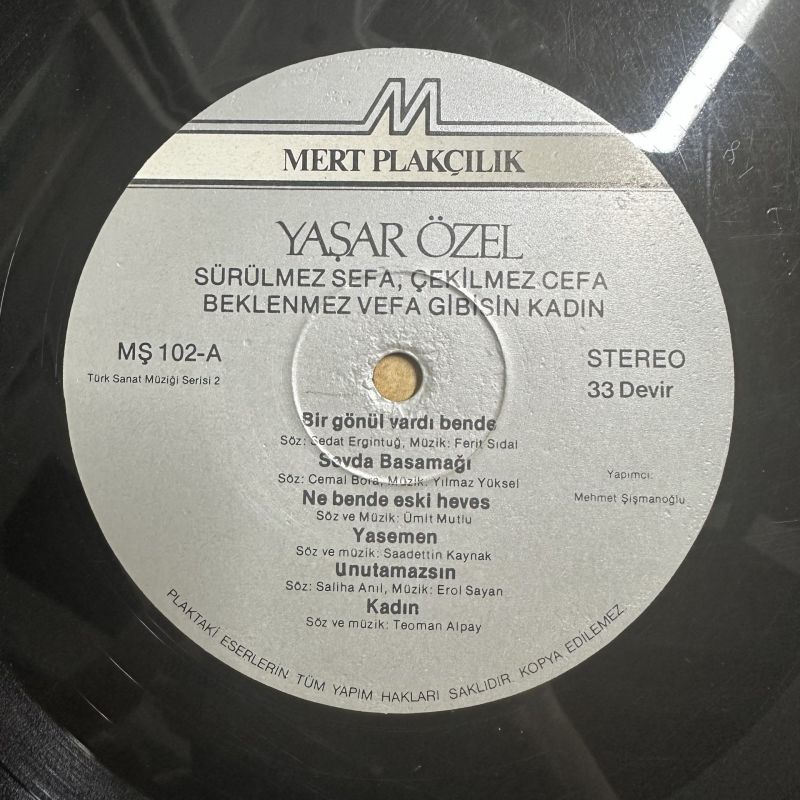 M
MERT PLAKÇILIK
YAŞAR ÖZEL
SÜRÜLMEZ SEFA, ÇEKİLMEZ CEFA
BEKLENMEZ VEFA GİBİSİN KADIN
MŞ 102-A
Türk Sanat Müziği Serisi 2
STEREO
33 Devir
Bir gönül vardı bende
Söz: Sedat Ergintuğ, Müzik: Ferit Sıdal
Sevda Basamağı
Söz: Cemal Bora, Müzik: Yılmaz Yüksel
Ne bende eski heves
Söz ve Müzik: Ümit Mutlu
Yasemen
Söz ve müzik: Saadettin Kaynak
Unutamazsın
Söz: Saliha Anıl, Müzik: Erol Sayan
Kadın
Söz ve müzik: Teoman Alpay
Yapımcı:
Mehmet Şişmanoğlu
PLAKTAKİ ESERLERİN TÜM YAPIM HAKLARI SAKLIDIR. KOPYA EDİLEMEZ